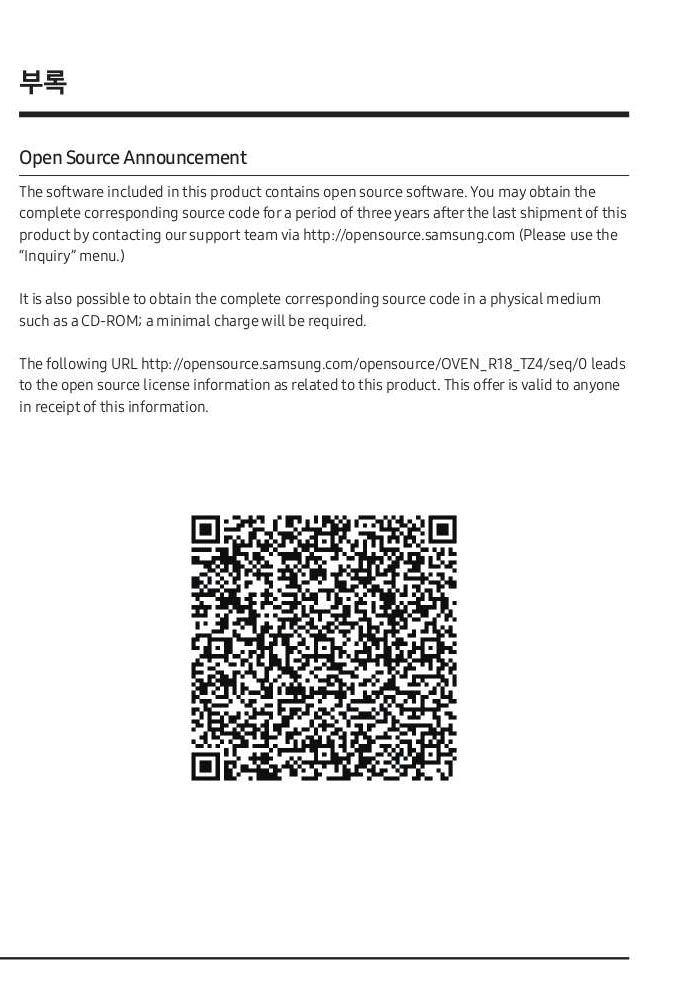 부록
Open Source Announcement
The software included in this product contains open source software. You may obtain the
complete corresponding source code for a period of three years after the last shipment of this
product by contacting our support team via http://opensource.samsung.com (Please use the
“Inquiry” menu.)
It is also possible to obtain the complete corresponding source code in a physical medium
such as a CD-ROM; a minimal charge will be required.
The following URL http://opensource.samsung.com/opensource/OVEN_R18_TZ4/seq/0 leads
to the open source license information as related to this product. This offer is valid to anyone
in receipt of this information.